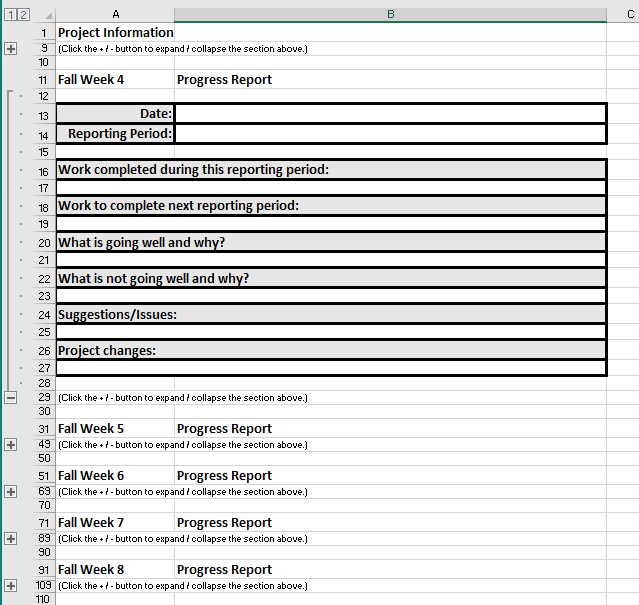 1 2
A B C
1 Project Information
9 (Click the + / - button to expand / collapse the section above.)
10
11 Fall Week 4 Progress Report
12
13 Date:
14 Reporting Period:
15
16 Work completed during this reporting period:
17
18 Work to complete next reporting period:
19
20 What is going well and why?
21
22 What is not going well and why?
23
24 Suggestions/Issues:
25
26 Project changes:
27
28
29 (Click the + / - button to expand / collapse the section above.)
30
31 Fall Week 5 Progress Report
49 (Click the + / - button to expand / collapse the section above.)
50
51 Fall Week 6 Progress Report
69 (Click the + / - button to expand / collapse the section above.)
70
71 Fall Week 7 Progress Report
89 (Click the + / - button to expand / collapse the section above.)
90
91 Fall Week 8 Progress Report
109 (Click the + / - button to expand / collapse the section above.)
110